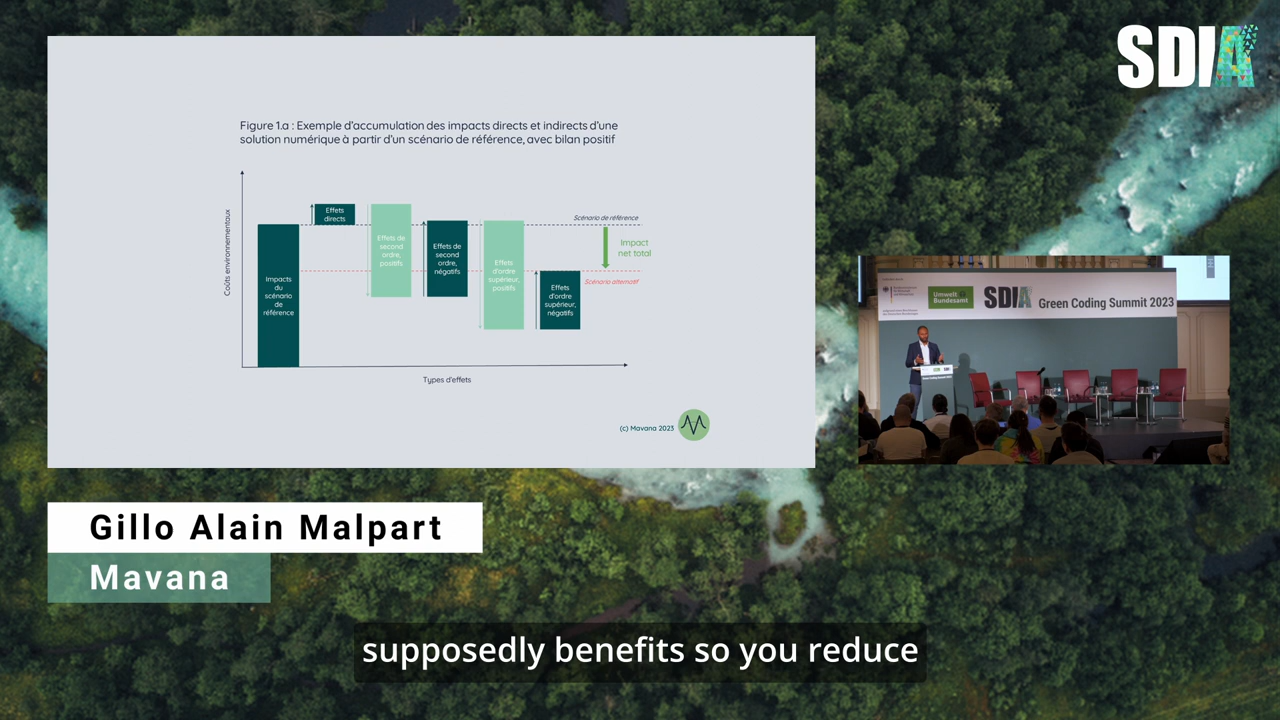 SDIA
Figure 1.a : Exemple d'accumulation des impacts directs et indirects d'une
solution numérique à partir d'un scénario de référence, avec bilan positif
Coûts environnementaux
Impacts
du
scénario
de
référence
Effets
directs
Effets de
second
ordre,
positifs
Effets de
second
ordre,
négatifs
Effets
d'ordre
supérieur,
positifs
Effets
d'ordre
supérieur,
négatifs
Scénario de référence
Impact
net total
Scénario alternatif
Types d'effets
(c) Mavana 2023
Umwelt
Bundesamt
SDIA
Green Coding Summit 2023
Gillo Alain Malpart
Mavana
supposedly benefits so you reduce